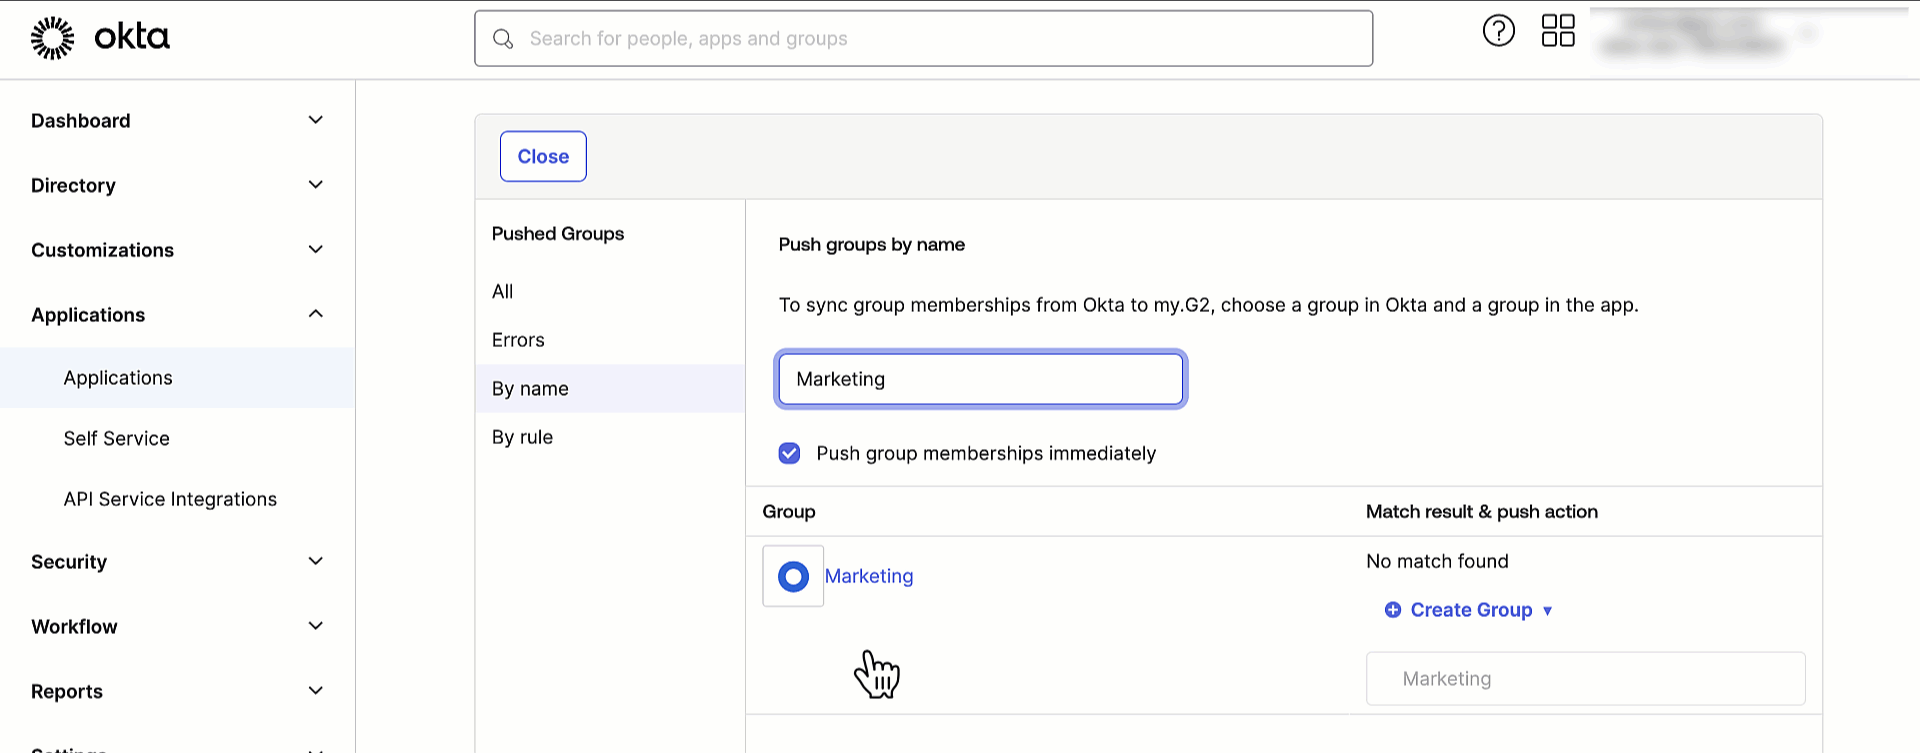 okta
Search for people, apps and groups
Dashboard
Directory
Customizations
Applications
Applications
Self Service
API Service Integrations
Security
Workflow
Reports
Close
Pushed Groups
All
Errors
By name
By rule
Push groups by name
To sync group memberships from Okta to my.G2, choose a group in Okta and a group in the app.
Marketing
Push group memberships immediately
Group
Match result & push action
Marketing
No match found
Create Group
Marketing